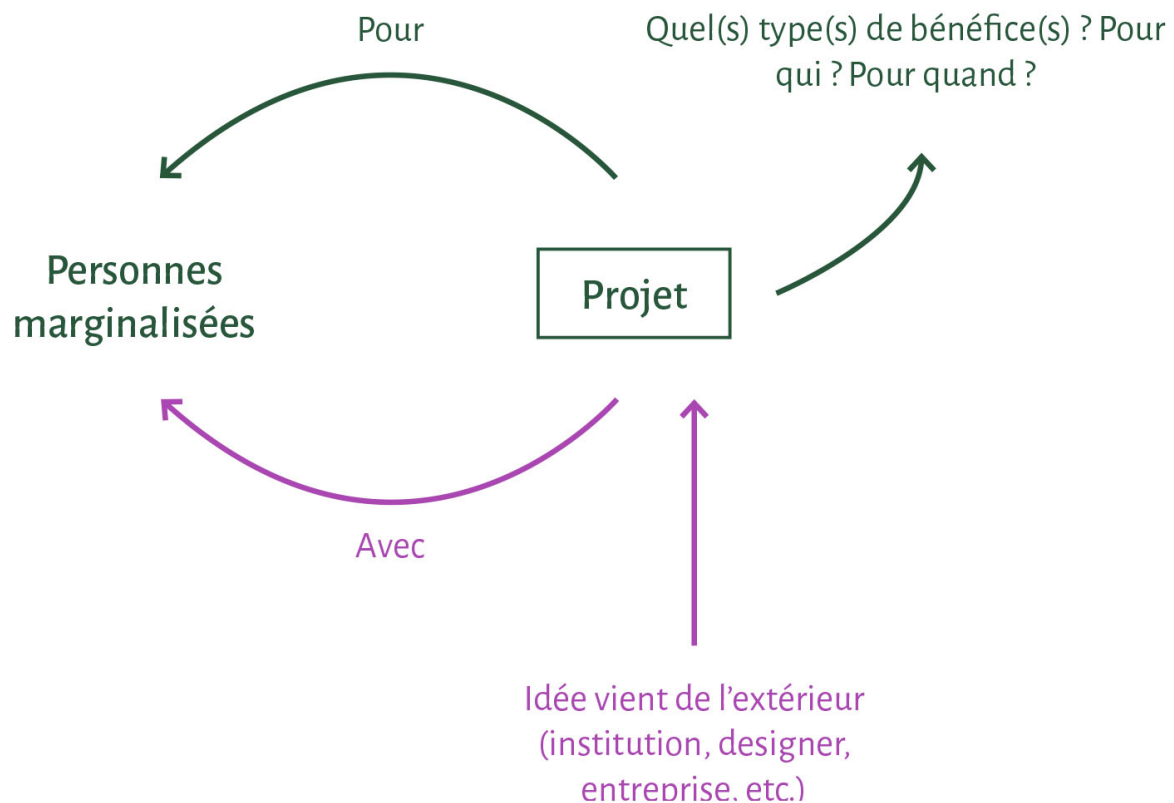 Pour
Quel(s) type(s) de bénéfice(s) ? Pour
qui ? Pour quand ?
Personnes
marginalisées
Projet
Avec
Idée vient de l’extérieur
(institution, designer,
entreprise, etc.)